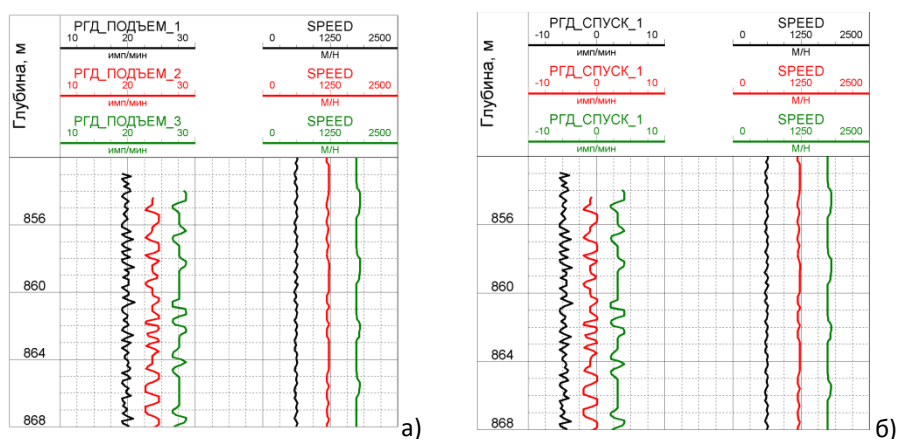 РГД_ПОДЪЕМ_1 SPEED
10 20 30 0 1250 2500
имп/мин М/Н
РГД_ПОДЪЕМ_2 SPEED
10 20 30 0 1250 2500
имп/мин М/Н
РГД_ПОДЪЕМ_3 SPEED
10 20 30 0 1250 2500
имп/мин М/Н
Глубина, м
856
860
864
868
а)
РГД_СПУСК_1 SPEED
-10 0 10 0 1250 2500
имп/мин М/Н
РГД_СПУСК_1 SPEED
-10 0 10 0 1250 2500
имп/мин М/Н
РГД_СПУСК_1 SPEED
-10 0 10 0 1250 2500
имп/мин М/Н
Глубина, м
856
860
864
868
б)